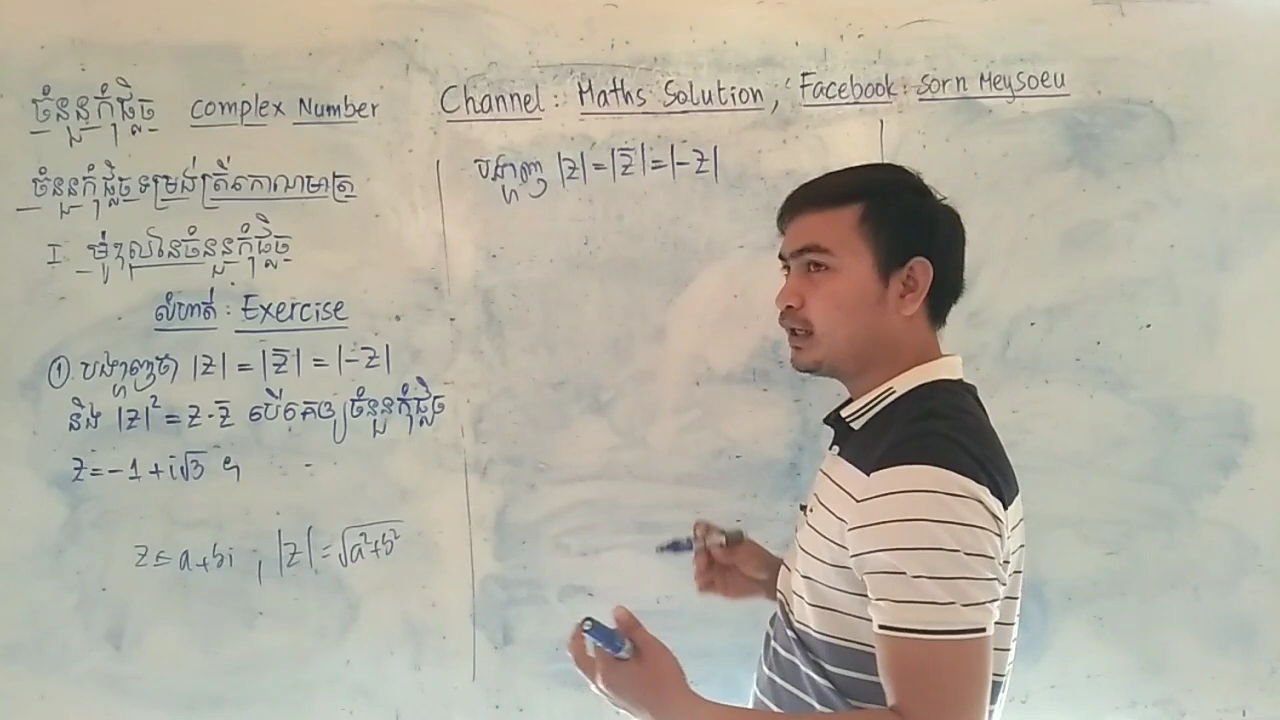 ចំនួនកុំផ្លិច complex Number
Channel : Maths Solution, Facebook : Sorn Meysoeu
ចំនួនកុំផ្លិចទម្រង់ត្រីកោណមាត្រ
I. ម៉ូឌុលនៃចំនួនកុំផ្លិច
លំហាត់ : Exercise
① បង្ហាញថា |z| = |z̄| = |-z|
និង |z|² = z · z̄ បើគេឲ្យចំនួនកុំផ្លិច
z = -1 + i√3 ។
z = a + bi , |z| = √(a² + b²)
បង្ហាញ |z| = |z̄| = |-z|